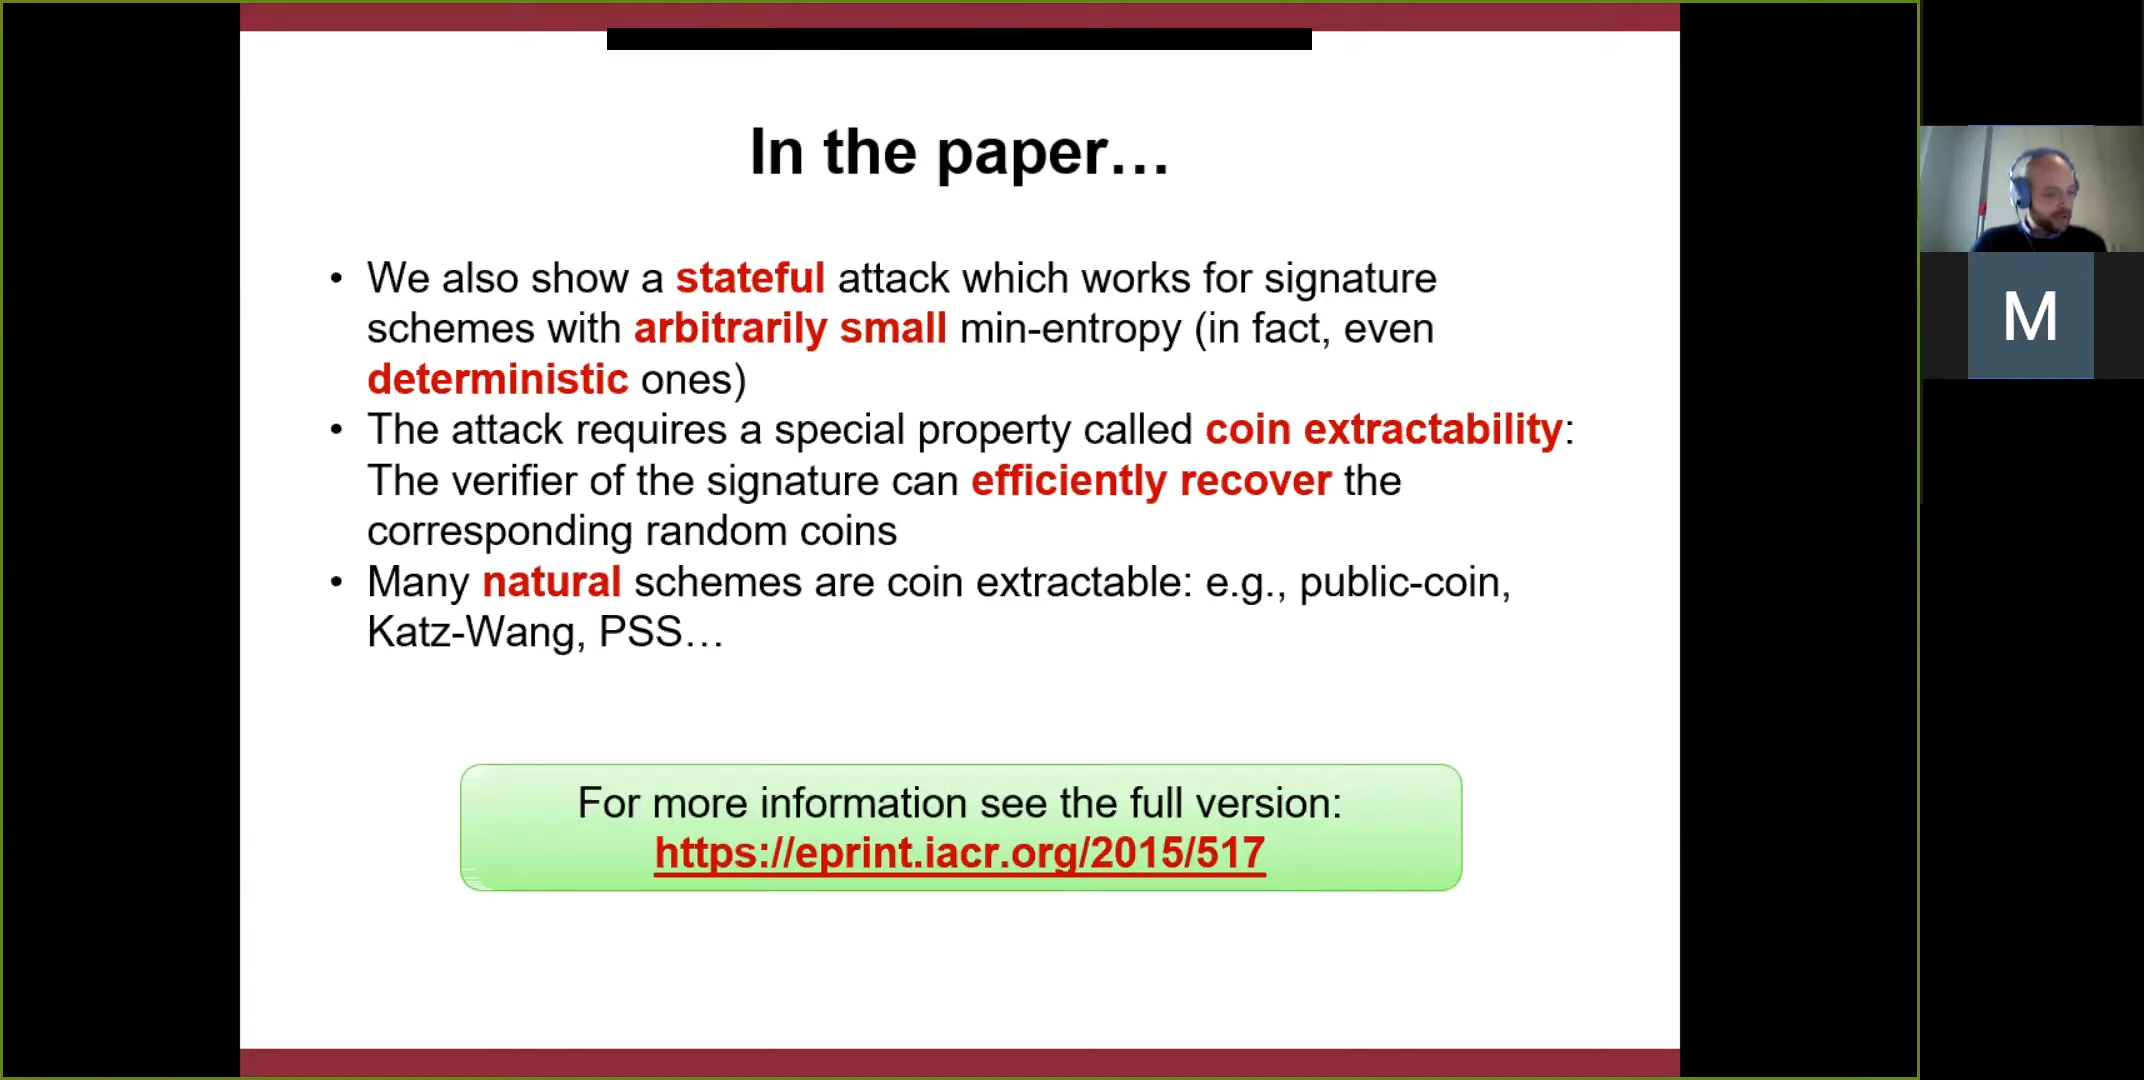 In the paper…
• We also show a stateful attack which works for signature
schemes with arbitrarily small min-entropy (in fact, even
deterministic ones)
• The attack requires a special property called coin extractability:
The verifier of the signature can efficiently recover the
corresponding random coins
• Many natural schemes are coin extractable: e.g., public-coin,
Katz-Wang, PSS…
For more information see the full version:
https://eprint.iacr.org/2015/517
M